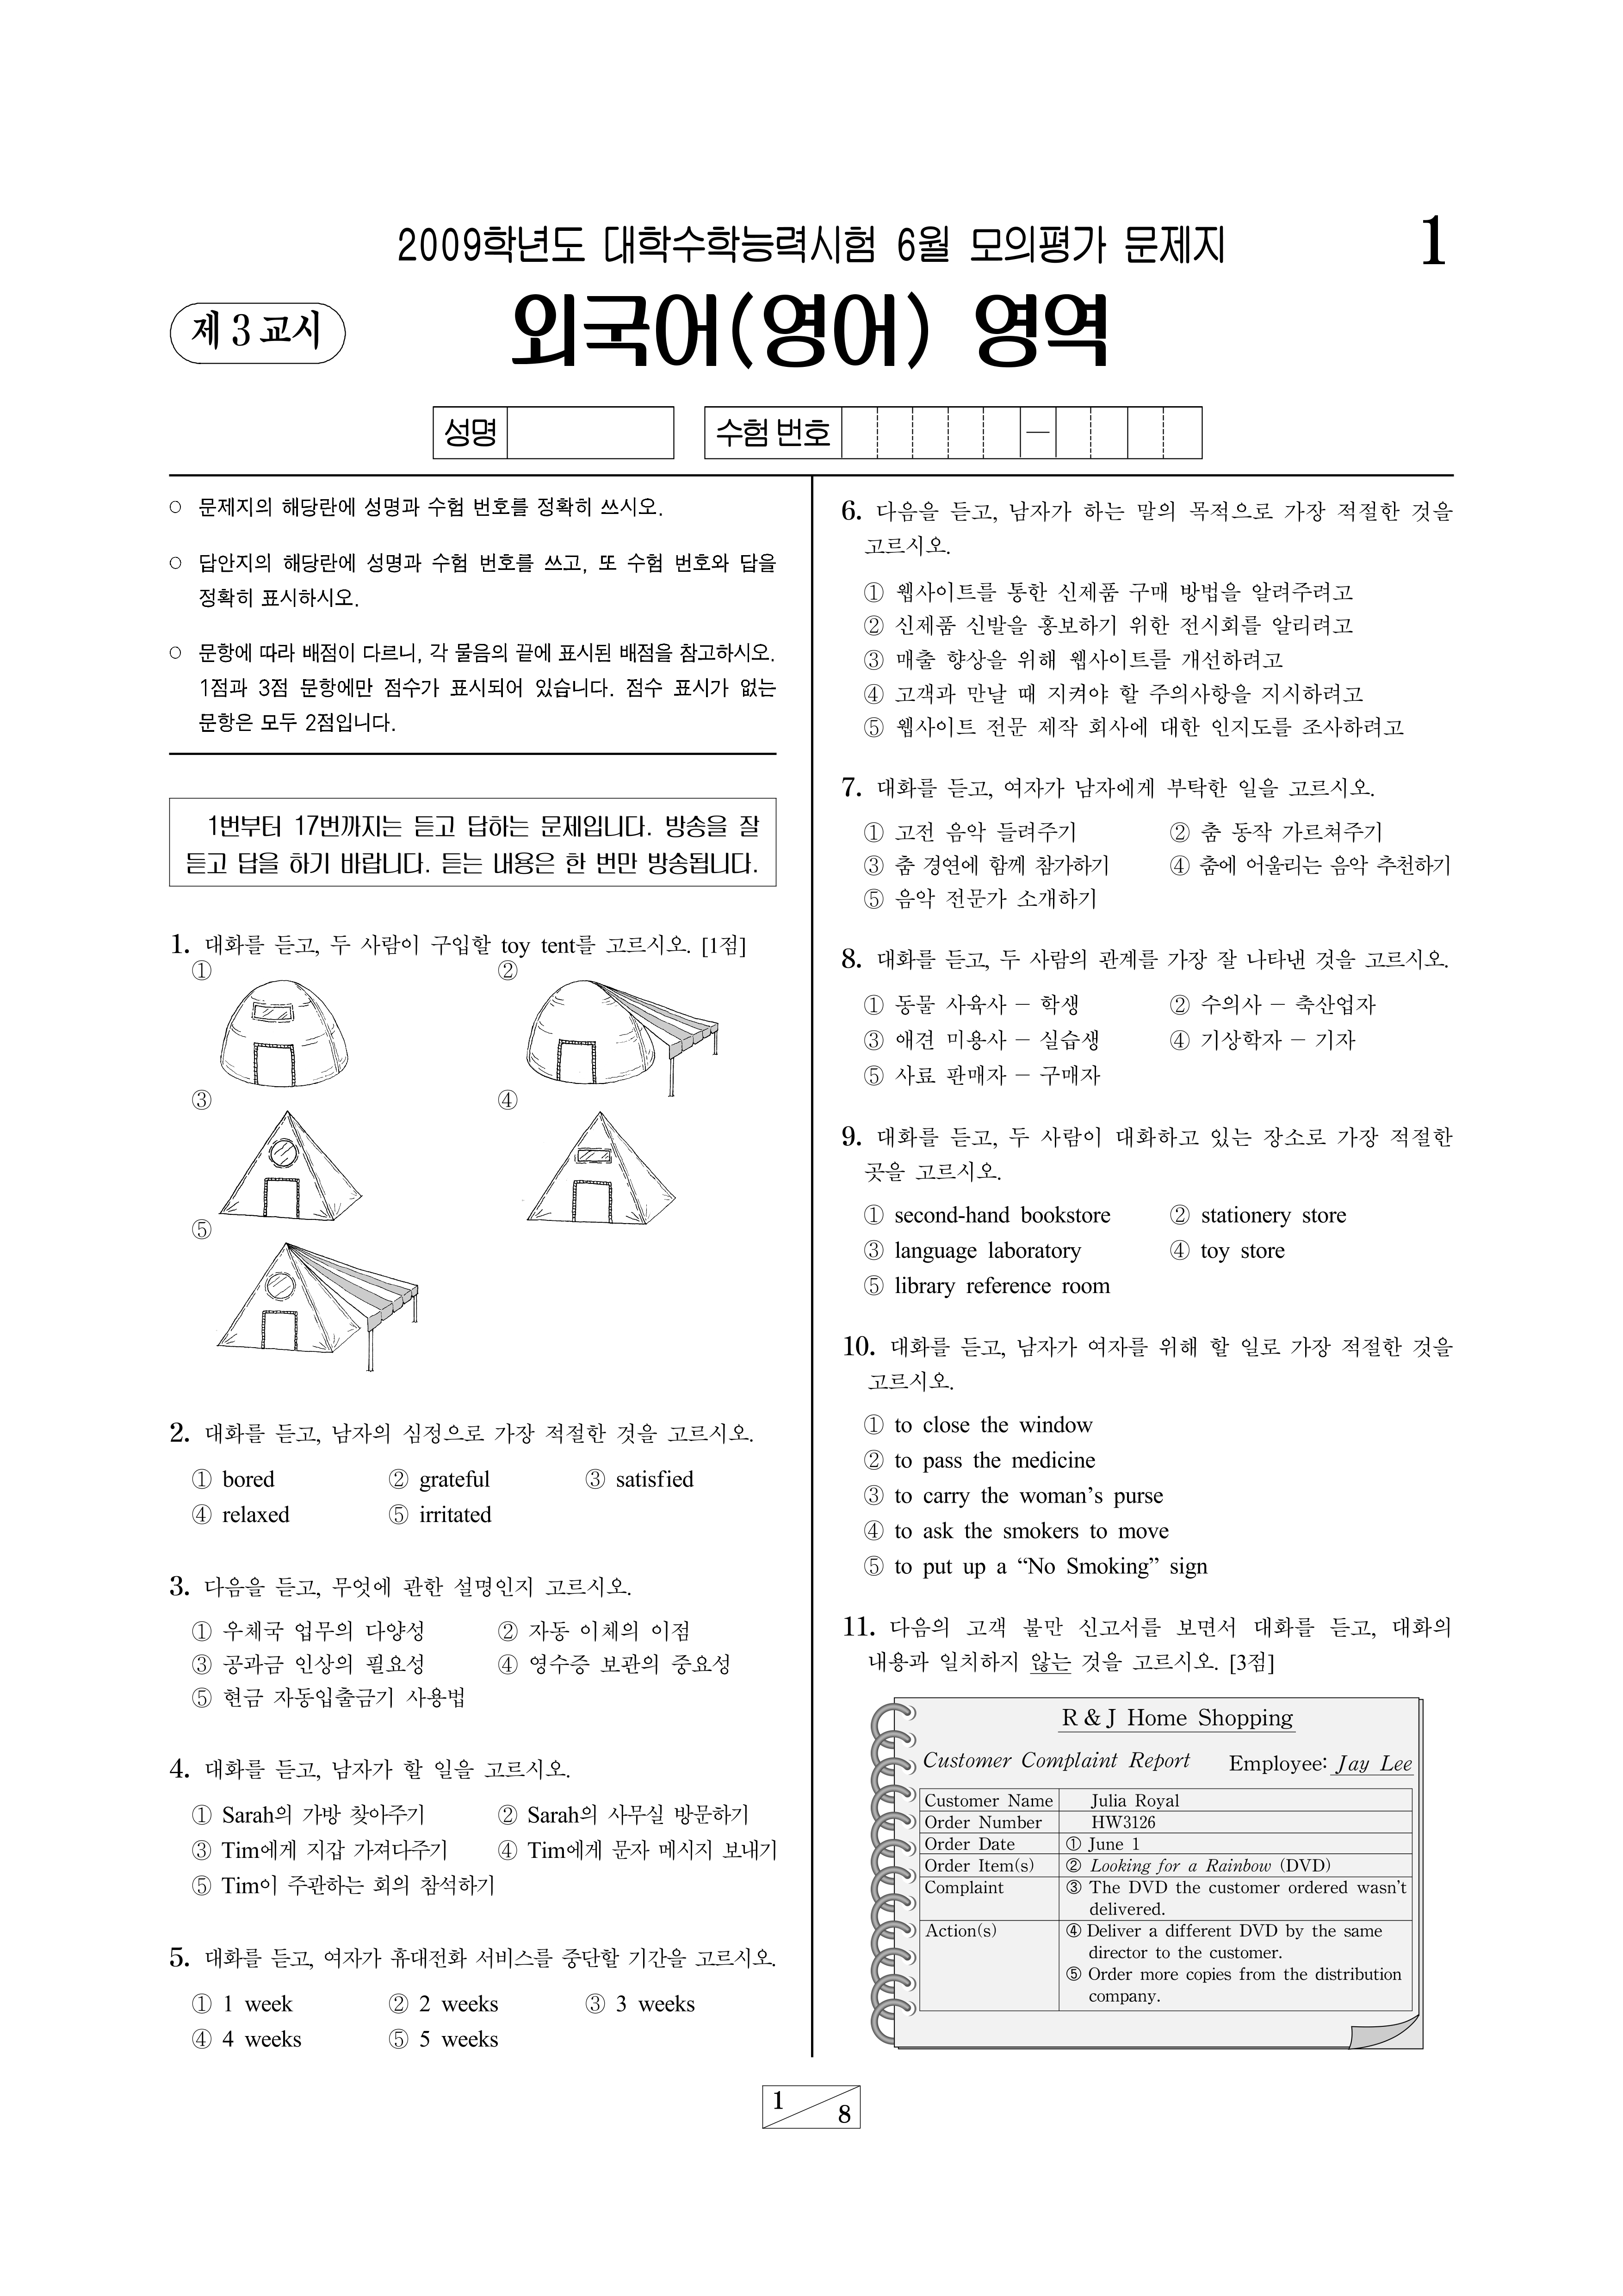 2009학년도 대학수학능력시험 6월 모의평가 문제지
1
제 3 교시
외국어(영어) 영역
성명
수험 번호
—
○ 문제지의 해당란에 성명과 수험 번호를 정확히 쓰시오.
○ 답안지의 해당란에 성명과 수험 번호를 쓰고, 또 수험 번호와 답을
정확히 표시하시오.
○ 문항에 따라 배점이 다르니, 각 물음의 끝에 표시된 배점을 참고하시오.
1점과 3점 문항에만 점수가 표시되어 있습니다. 점수 표시가 없는
문항은 모두 2점입니다.
1번부터 17번까지는 듣고 답하는 문제입니다. 방송을 잘
듣고 답을 하기 바랍니다. 듣는 내용은 한 번만 방송됩니다.
1. 대화를 듣고, 두 사람이 구입할 toy tent를 고르시오. [1점]
① ②
③ ④
⑤
2. 대화를 듣고, 남자의 심정으로 가장 적절한 것을 고르시오.
① bored ② grateful ③ satisfied
④ relaxed ⑤ irritated
3. 다음을 듣고, 무엇에 관한 설명인지 고르시오.
① 우체국 업무의 다양성 ② 자동 이체의 이점
③ 공과금 인상의 필요성 ④ 영수증 보관의 중요성
⑤ 현금 자동입출금기 사용법
4. 대화를 듣고, 남자가 할 일을 고르시오.
① Sarah의 가방 찾아주기 ② Sarah의 사무실 방문하기
③ Tim에게 지갑 가져다주기 ④ Tim에게 문자 메시지 보내기
⑤ Tim이 주관하는 회의 참석하기
5. 대화를 듣고, 여자가 휴대전화 서비스를 중단할 기간을 고르시오.
① 1 week ② 2 weeks ③ 3 weeks
④ 4 weeks ⑤ 5 weeks
6. 다음을 듣고, 남자가 하는 말의 목적으로 가장 적절한 것을
고르시오.
① 웹사이트를 통한 신제품 구매 방법을 알려주려고
② 신제품 신발을 홍보하기 위한 전시회를 알리려고
③ 매출 향상을 위해 웹사이트를 개선하려고
④ 고객과 만날 때 지켜야 할 주의사항을 지시하려고
⑤ 웹사이트 전문 제작 회사에 대한 인지도를 조사하려고
7. 대화를 듣고, 여자가 남자에게 부탁한 일을 고르시오.
① 고전 음악 들려주기 ② 춤 동작 가르쳐주기
③ 춤 경연에 함께 참가하기 ④ 춤에 어울리는 음악 추천하기
⑤ 음악 전문가 소개하기
8. 대화를 듣고, 두 사람의 관계를 가장 잘 나타낸 것을 고르시오.
① 동물 사육사 – 학생 ② 수의사 – 축산업자
③ 애견 미용사 – 실습생 ④ 기상학자 – 기자
⑤ 사료 판매자 – 구매자
9. 대화를 듣고, 두 사람이 대화하고 있는 장소로 가장 적절한
곳을 고르시오.
① second-hand bookstore ② stationery store
③ language laboratory ④ toy store
⑤ library reference room
10. 대화를 듣고, 남자가 여자를 위해 할 일로 가장 적절한 것을
고르시오.
① to close the window
② to pass the medicine
③ to carry the woman’s purse
④ to ask the smokers to move
⑤ to put up a “No Smoking” sign
11. 다음의 고객 불만 신고서를 보면서 대화를 듣고, 대화의
내용과 일치하지 않는 것을 고르시오. [3점]
R & J Home Shopping
Customer Complaint Report Employee: Jay Lee
Customer Name Julia Royal
Order Number HW3126
Order Date ① June 1
Order Item(s) ② Looking for a Rainbow (DVD)
Complaint ③ The DVD the customer ordered wasn’t
delivered.
Action(s) ④ Deliver a different DVD by the same
director to the customer.
⑤ Order more copies from the distribution
company.
1
8